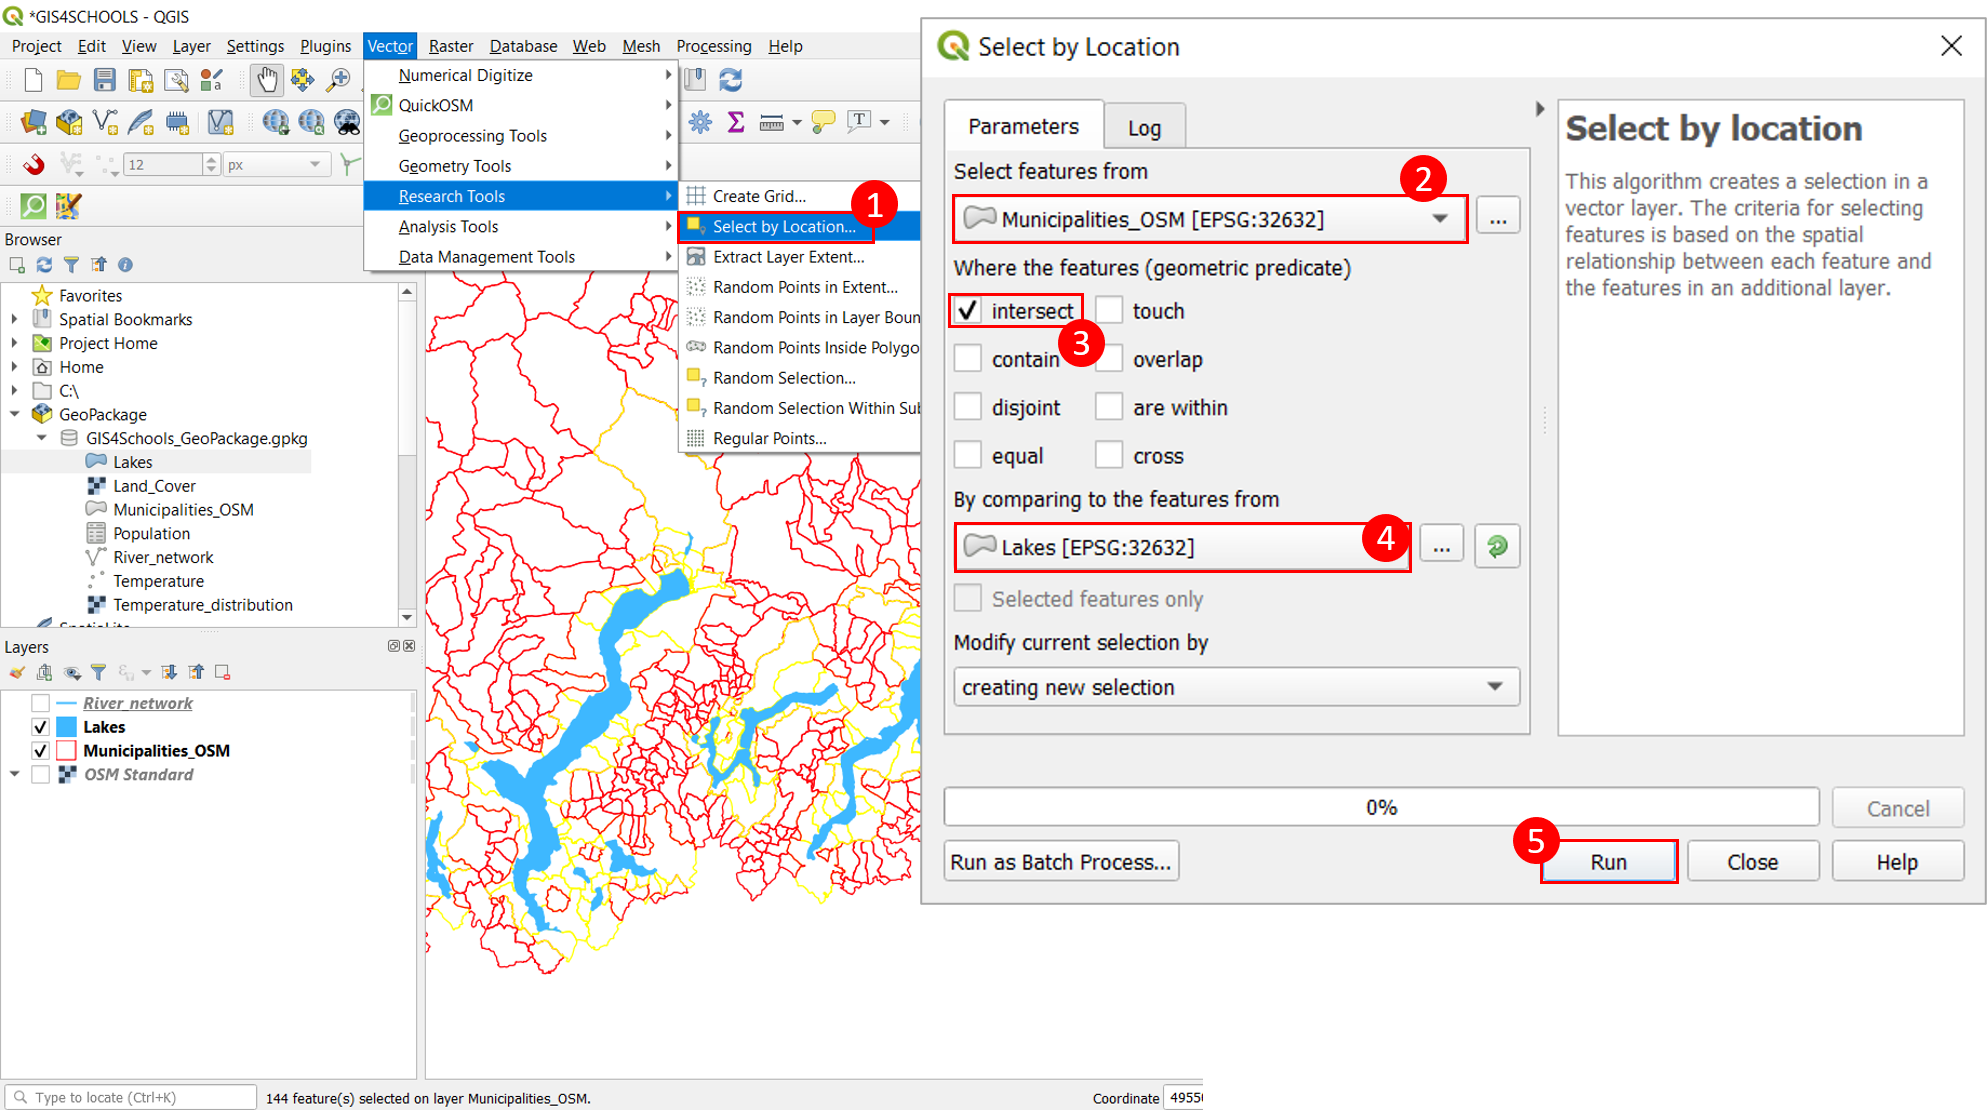 *GIS4SCHOOLS - QGIS
Project Edit View Layer Settings Plugins Vector Raster Database Web Mesh Processing Help
12
px
T
Browser
Favorites
Spatial Bookmarks
Project Home
Home
C:\
GeoPackage
GIS4Schools_GeoPackage.gpkg
Lakes
Land_Cover
Municipalities_OSM
Population
River_network
Temperature
Temperature_distribution
Layers
River_network
Lakes
Municipalities_OSM
OSM Standard
Type to locate (Ctrl+K)
144 feature(s) selected on layer Municipalities_OSM.
Coordinate 4955
Numerical Digitize
QuickOSM
Geoprocessing Tools
Geometry Tools
Research Tools
Analysis Tools
Data Management Tools
Create Grid...
Select by Location...
1
Extract Layer Extent...
Random Points in Extent...
Random Points in Layer Boun
Random Points Inside Polygo
Random Selection...
Random Selection Within Sub
Regular Points...
Select by Location
Parameters
Log
Select features from
2
Municipalities_OSM [EPSG:32632]
...
Where the features (geometric predicate)
intersect
touch
3
contain
overlap
disjoint
are within
equal
cross
By comparing to the features from
Lakes [EPSG:32632]
4
...
Selected features only
Modify current selection by
creating new selection
Select by location
This algorithm creates a selection in a
vector layer. The criteria for selecting
features is based on the spatial
relationship between each feature and
the features in an additional layer.
0%
Cancel
Run as Batch Process...
5
Run
Close
Help